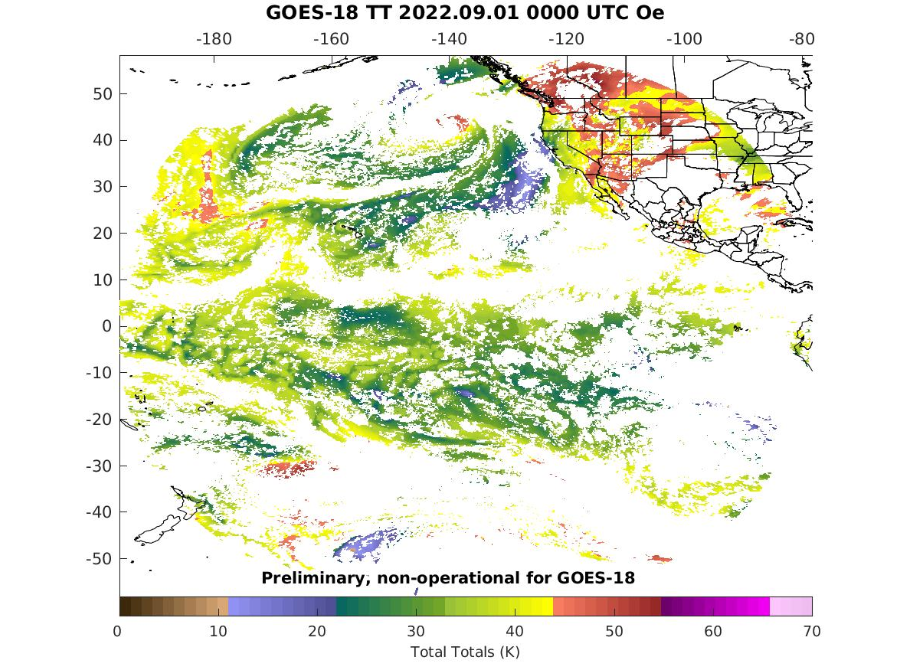 GOES-18 TT 2022.09.01 0000 UTC Oe
-180 -160 -140 -120 -100 -80
50
40
30
20
10
0
-10
-20
-30
-40
-50
Preliminary, non-operational for GOES-18
0 10 20 30 40 50 60 70
Total Totals (K)